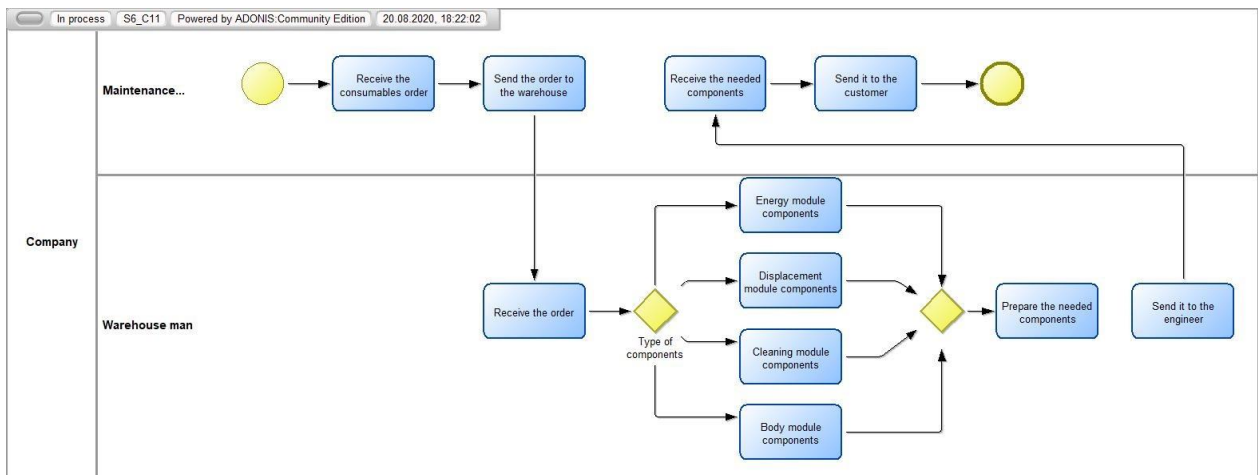 In process S6_C11 Powered by ADONIS:Community Edition 20.08.2020, 18:22:02
Maintenance...
Receive the
consumables order
Send the order to
the warehouse
Receive the needed
components
Send it to the
customer
Company
Warehouse man
Receive the order
Type of
components
Energy module
components
Displacement
module components
Cleaning module
components
Body module
components
Prepare the needed
components
Send it to the
engineer